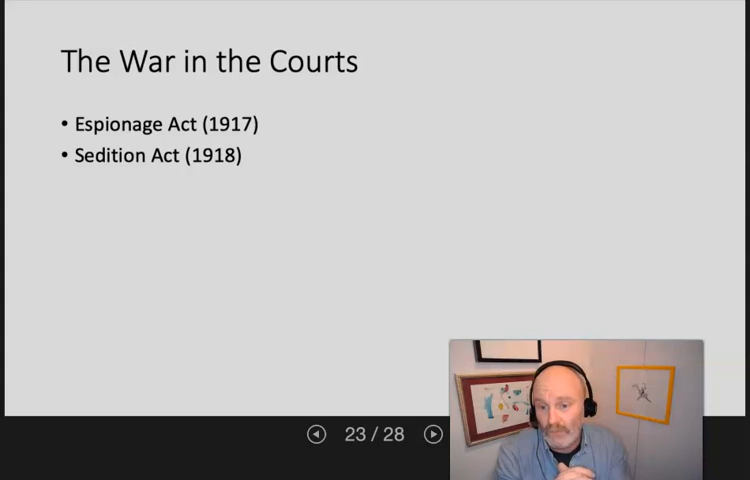 The War in the Courts
• Espionage Act (1917)
• Sedition Act (1918)
23 / 28